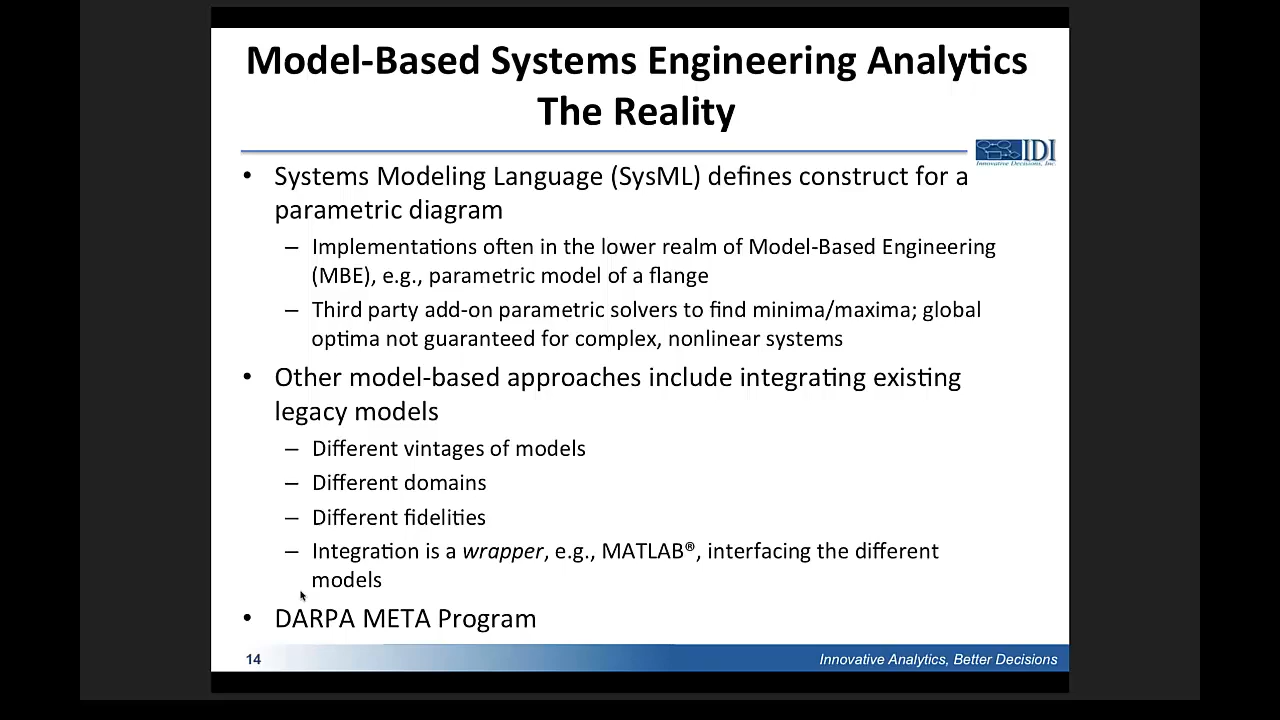 Model-Based Systems Engineering Analytics
The Reality
IDI
Innovative Decisions, Inc.
• Systems Modeling Language (SysML) defines construct for a
parametric diagram
– Implementations often in the lower realm of Model-Based Engineering
(MBE), e.g., parametric model of a flange
– Third party add-on parametric solvers to find minima/maxima; global
optima not guaranteed for complex, nonlinear systems
• Other model-based approaches include integrating existing
legacy models
– Different vintages of models
– Different domains
– Different fidelities
– Integration is a wrapper, e.g., MATLAB®, interfacing the different
models
• DARPA META Program
14
Innovative Analytics, Better Decisions